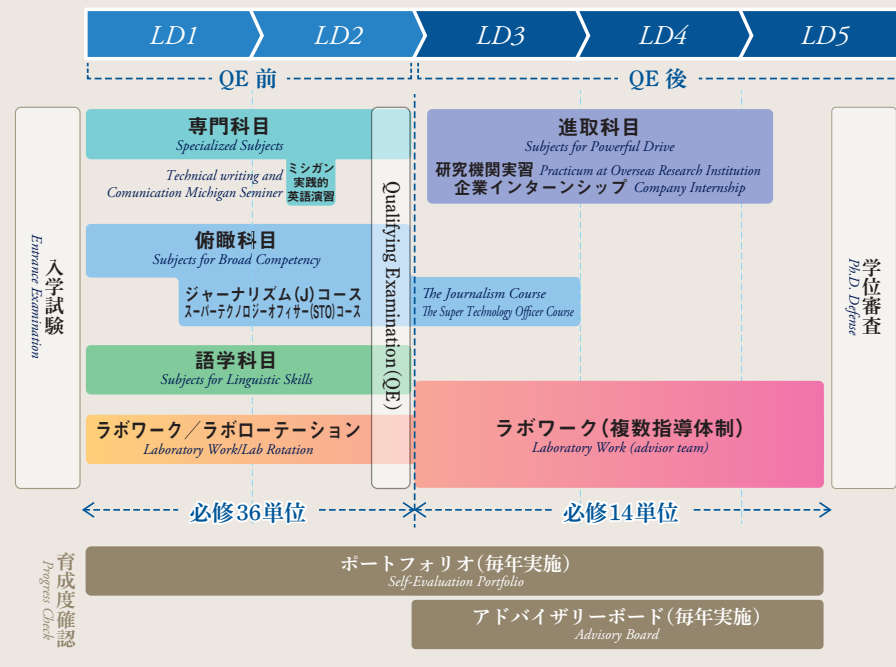 LD1
LD2
LD3
LD4
LD5
QE 前
QE 後
入学試験
Entrance Examination
専門科目
Specialized Subjects
Technical writing and
Comunication Michigan Seminer
ミシガン
実践的
英語演習
俯瞰科目
Subjects for Broad Competency
ジャーナリズム(J)コース
スーパーテクノロジーオフィサー(STO)コース
The Journalism Course
The Super Technology Officer Course
語学科目
Subjects for Linguistic Skills
ラボワーク／ラボローテーション
Laboratory Work/Lab Rotation
Qualifying Examination(QE)
進取科目
Subjects for Powerful Drive
研究機関実習 Practicum at Overseas Research Institution
企業インターンシップ Company Internship
ラボワーク(複数指導体制)
Laboratory Work (advisor team)
学位審査
Ph.D. Defense
必修36単位
必修14単位
育成度確認
Progress Check
ポートフォリオ(毎年実施)
Self-Evaluation Portfolio
アドバイザリーボード(毎年実施)
Advisory Board